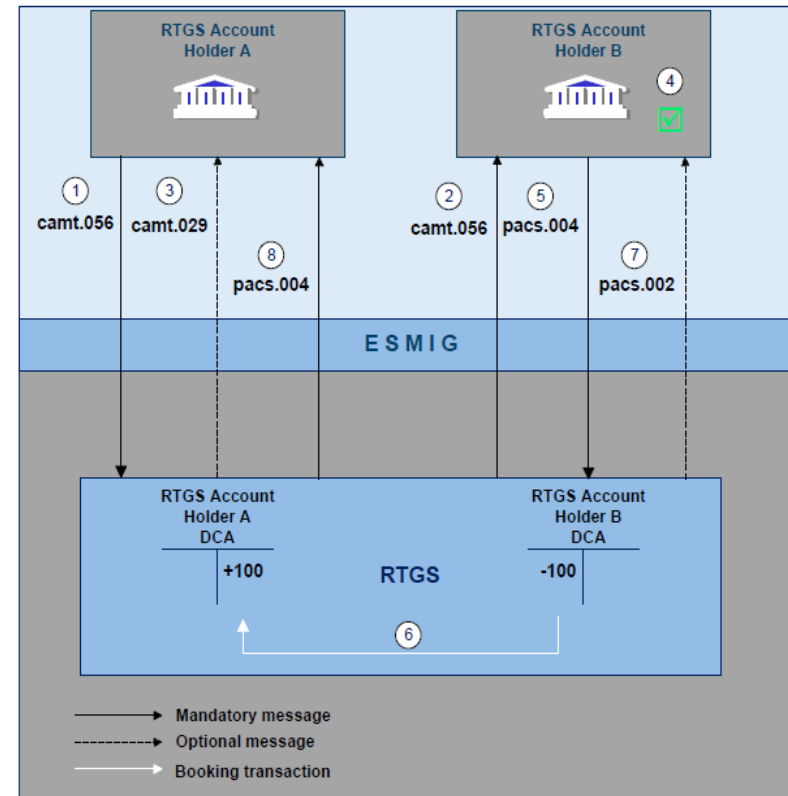 RTGS Account
Holder A
RTGS Account
Holder B
4
1
camt.056
3
camt.029
8
pacs.004
2
camt.056
5
pacs.004
7
pacs.002
ESMIG
RTGS Account
Holder A
DCA
+100
RTGS
RTGS Account
Holder B
DCA
-100
6
Mandatory message
Optional message
Booking transaction